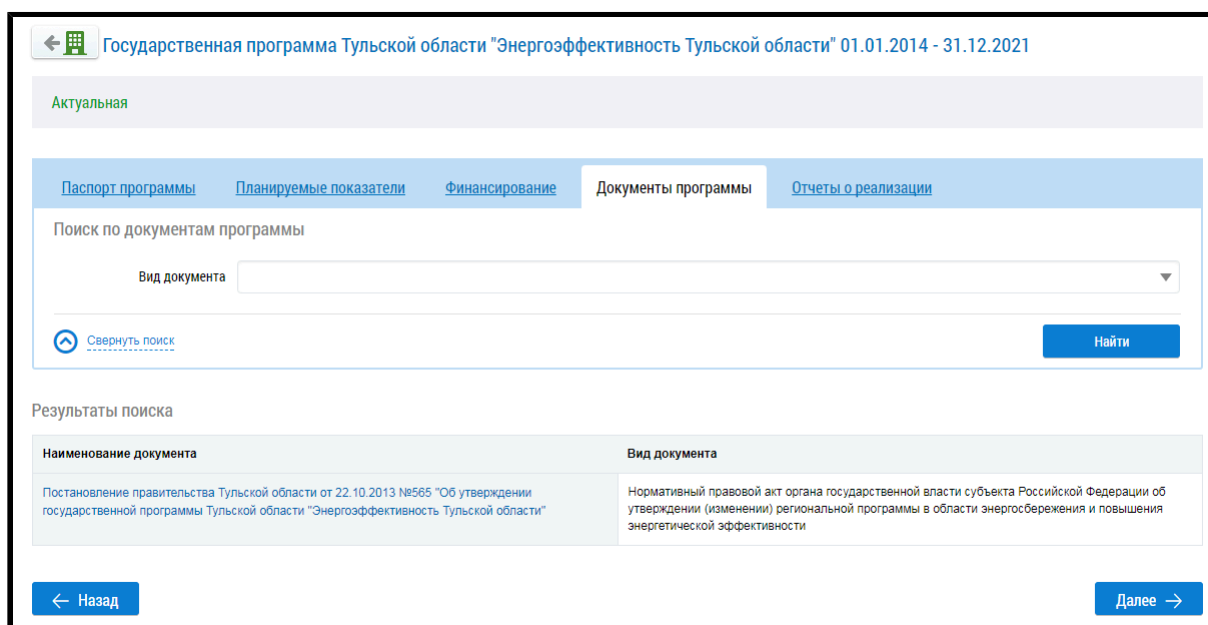 Государственная программа Тульской области "Энергоэффективность Тульской области" 01.01.2014 - 31.12.2021
Актуальная
Паспорт программы Планируемые показатели Финансирование Документы программы Отчеты о реализации
Поиск по документам программы
Вид документа
Свернуть поиск Найти
Результаты поиска
Наименование документа Вид документа
Постановление правительства Тульской области от 22.10.2013 №565 "Об утверждении
государственной программы Тульской области "Энергоэффективность Тульской области"
Нормативный правовой акт органа государственной власти субъекта Российской Федерации об
утверждении (изменении) региональной программы в области энергосбережения и повышения
энергетической эффективности
Назад Далее